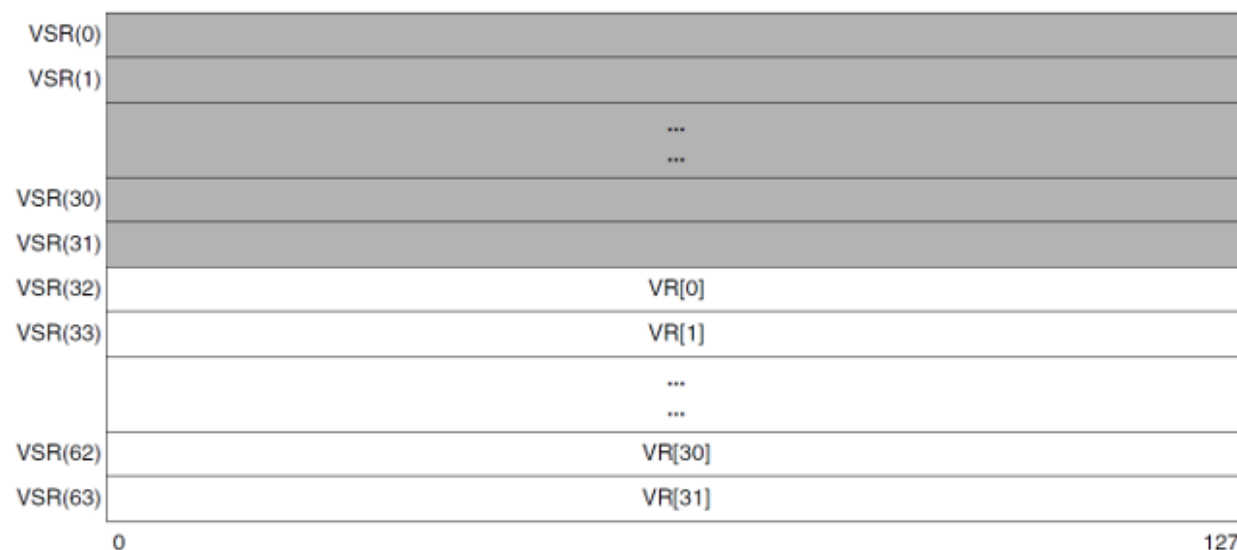 VSR(0)
VSR(1)
...
...
VSR(30)
VSR(31)
VSR(32) VR[0]
VSR(33) VR[1]
...
...
VSR(62) VR[30]
VSR(63) VR[31]
0 127